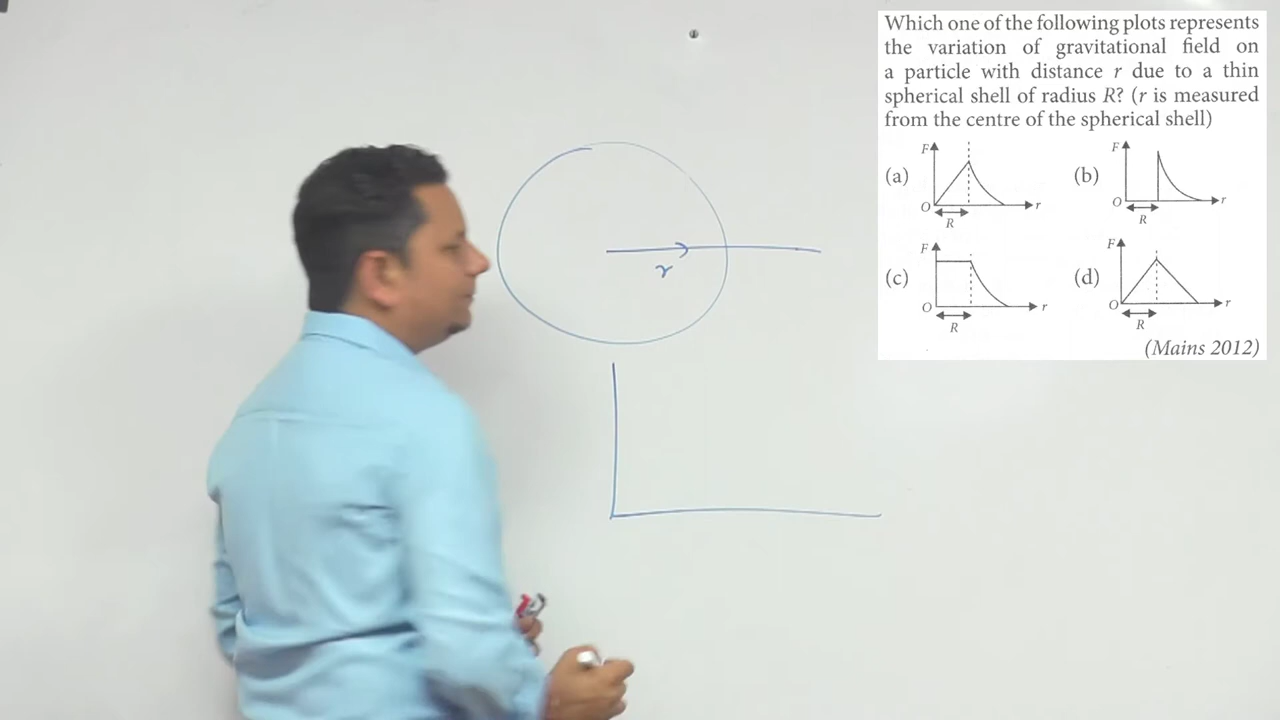 Which one of the following plots represents
the variation of gravitational field on
a particle with distance r due to a thin
spherical shell of radius R? (r is measured
from the centre of the spherical shell)
(a) F O R r
(b) F O R r
(c) F O R r
(d) F O R r
(Mains 2012)
r